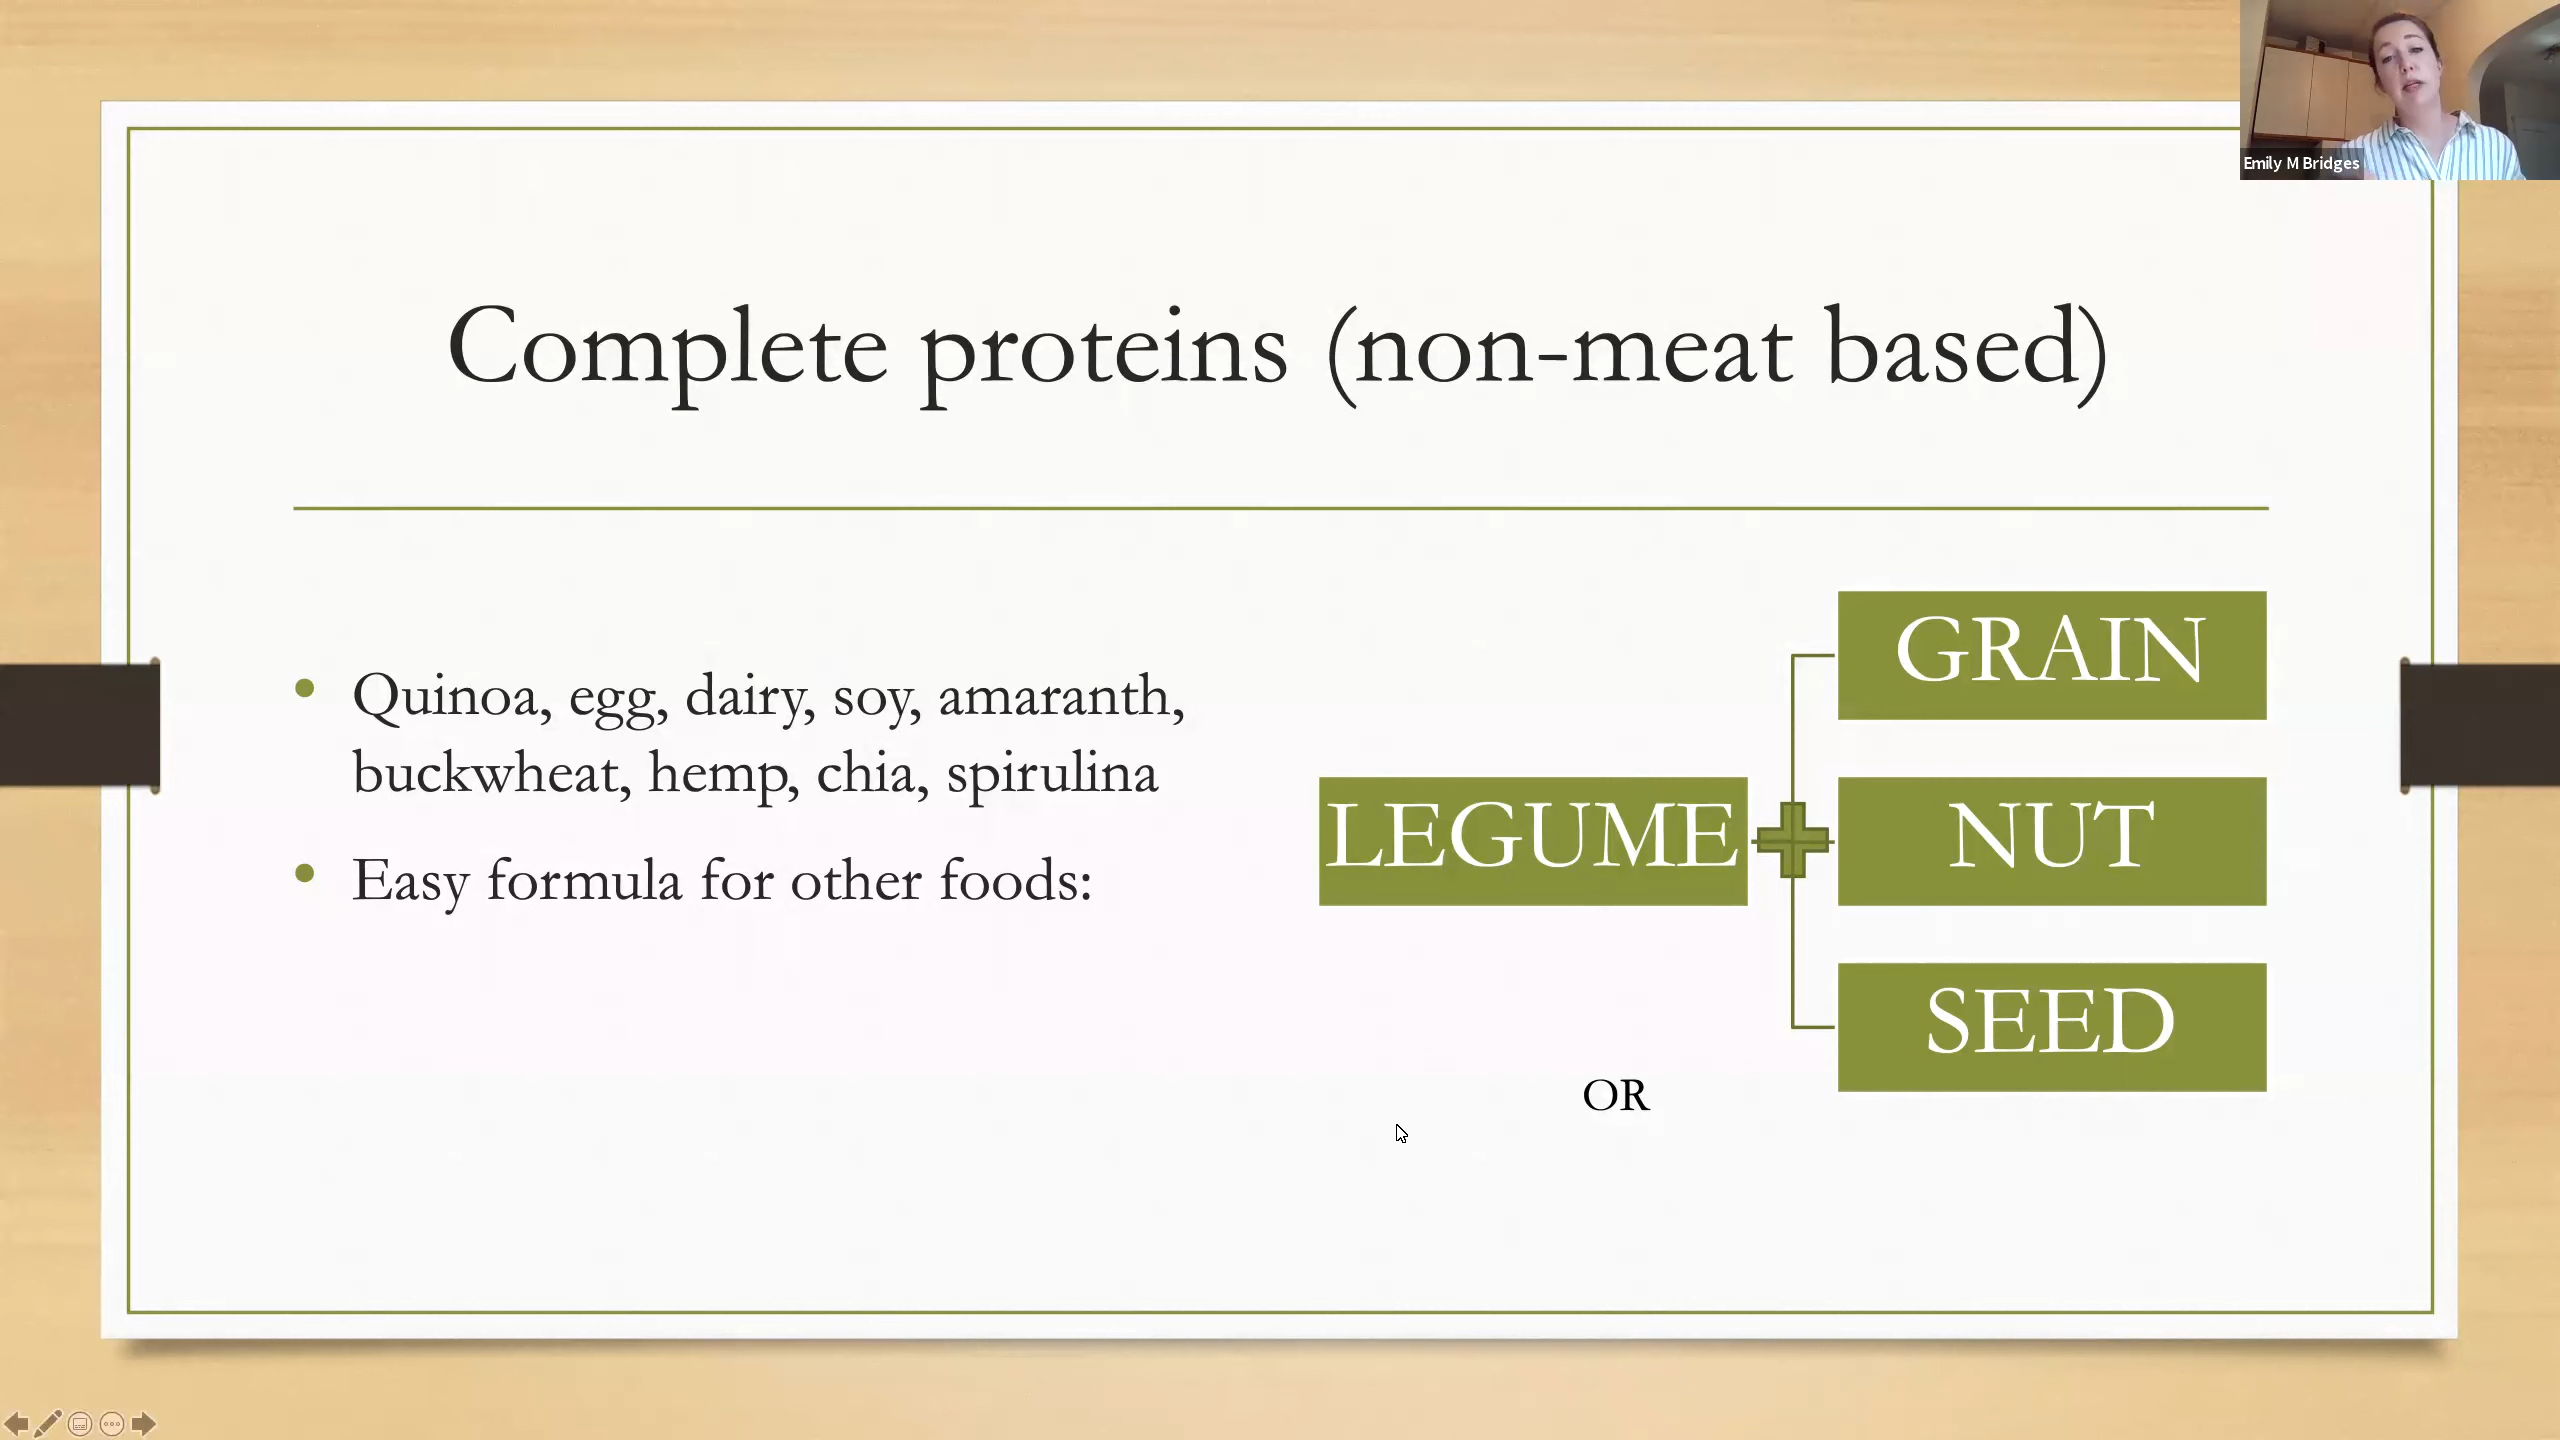 Emily M Bridges
Complete proteins (non-meat based)
Quinoa, egg, dairy, soy, amaranth,
buckwheat, hemp, chia, spirulina
Easy formula for other foods:
GRAIN
LEGUME
NUT
SEED
OR